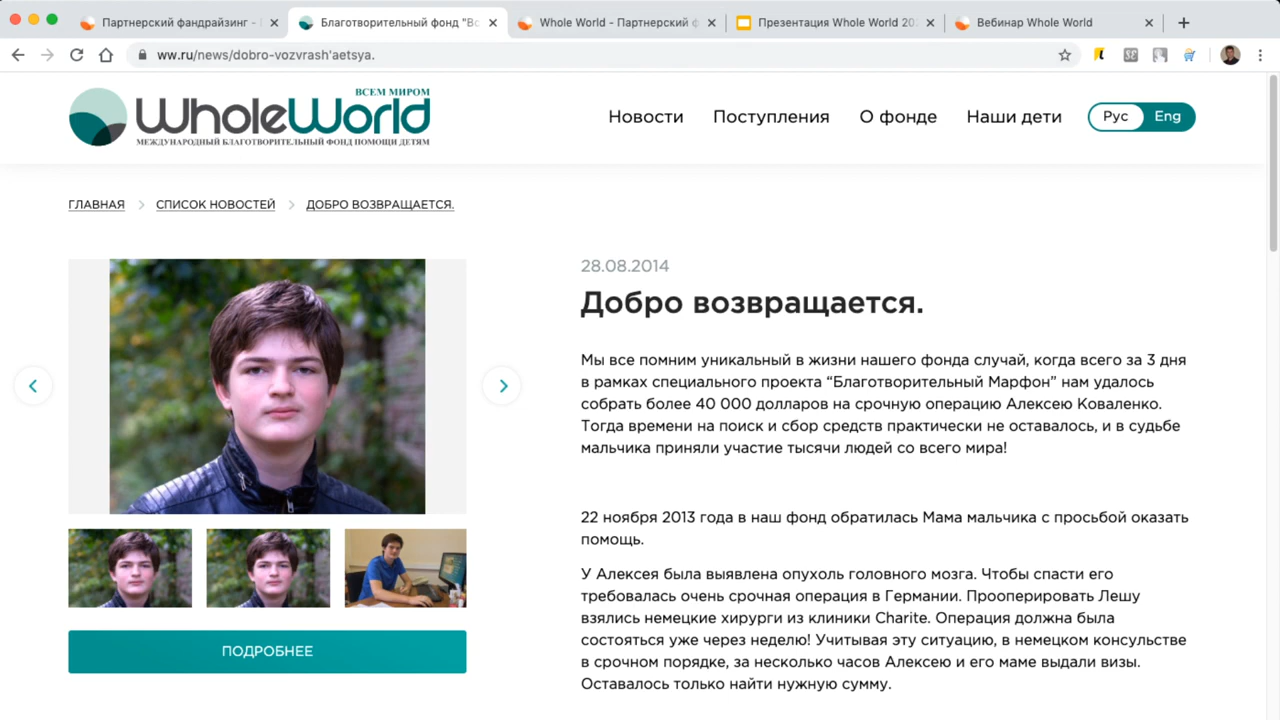 Партнерский фандрайзинг -
Благотворительный фонд "Вс
Whole World - Партнерский ф
Презентация Whole World 20
Вебинар Whole World
ww.ru/news/dobro-vozvrash'aetsya.
ВСЕМ МИРОМ
WholeWorld
МЕЖДУНАРОДНЫЙ БЛАГОТВОРИТЕЛЬНЫЙ ФОНД ПОМОЩИ ДЕТЯМ
Новости Поступления О фонде Наши дети Рус Eng
ГЛАВНАЯ СПИСОК НОВОСТЕЙ ДОБРО ВОЗВРАЩАЕТСЯ.
28.08.2014
Добро возвращается.
Мы все помним уникальный в жизни нашего фонда случай, когда всего за 3 дня
в рамках специального проекта “Благотворительный Марфон” нам удалось
собрать более 40 000 долларов на срочную операцию Алексею Коваленко.
Тогда времени на поиск и сбор средств практически не оставалось, и в судьбе
мальчика приняли участие тысячи людей со всего мира!
22 ноября 2013 года в наш фонд обратилась Мама мальчика с просьбой оказать
помощь.
У Алексея была выявлена опухоль головного мозга. Чтобы спасти его
требовалась очень срочная операция в Германии. Прооперировать Лешу
взялись немецкие хирурги из клиники Charite. Операция должна была
состояться уже через неделю! Учитывая эту ситуацию, в немецком консульстве
в срочном порядке, за несколько часов Алексею и его маме выдали визы.
Оставалось только найти нужную сумму.
ПОДРОБНЕЕ